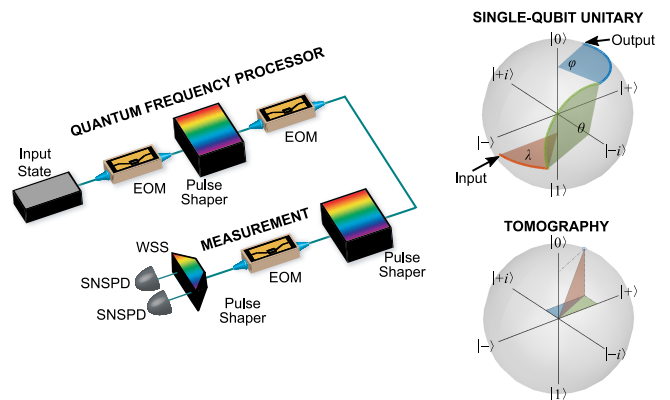 QUANTUM FREQUENCY PROCESSOR
Input
State
EOM
Pulse
Shaper
EOM
MEASUREMENT
WSS
SNSPD
SNSPD
Pulse
Shaper
EOM
Pulse
Shaper
SINGLE-QUBIT UNITARY
|0⟩
Output
φ
|+i⟩
|+⟩
θ
|−⟩
|−i⟩
λ
Input
|1⟩
TOMOGRAPHY
|0⟩
|+i⟩
|+⟩
|−⟩
|−i⟩
|1⟩